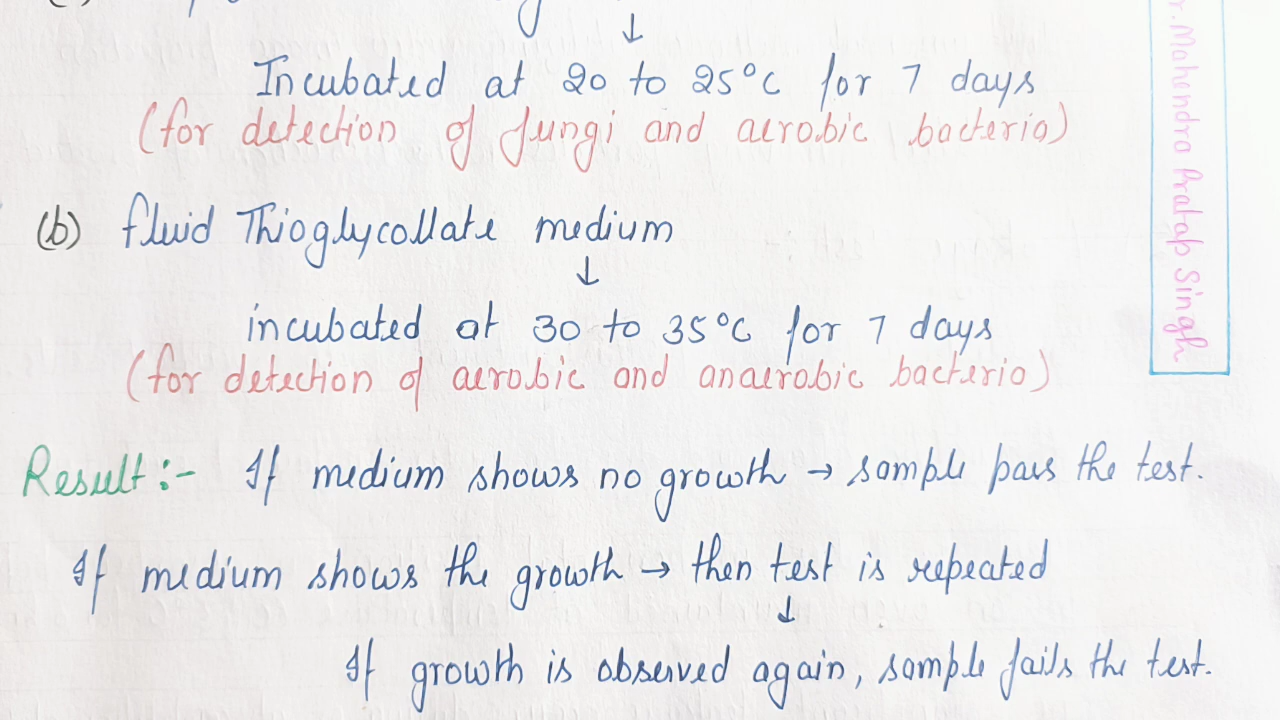 ↓
Incubated at 20 to 25°C for 7 days
(for detection of fungi and aerobic bacteria)
(b) fluid Thioglycollate medium
↓
incubated at 30 to 35°C for 7 days
(for detection of aerobic and anaerobic bacteria)
Result:- If medium shows no growth → sample pass the test.
If medium shows the growth → then test is repeated
↓
If growth is observed again, sample fails the test.
r. Mahendra Pratap Singh